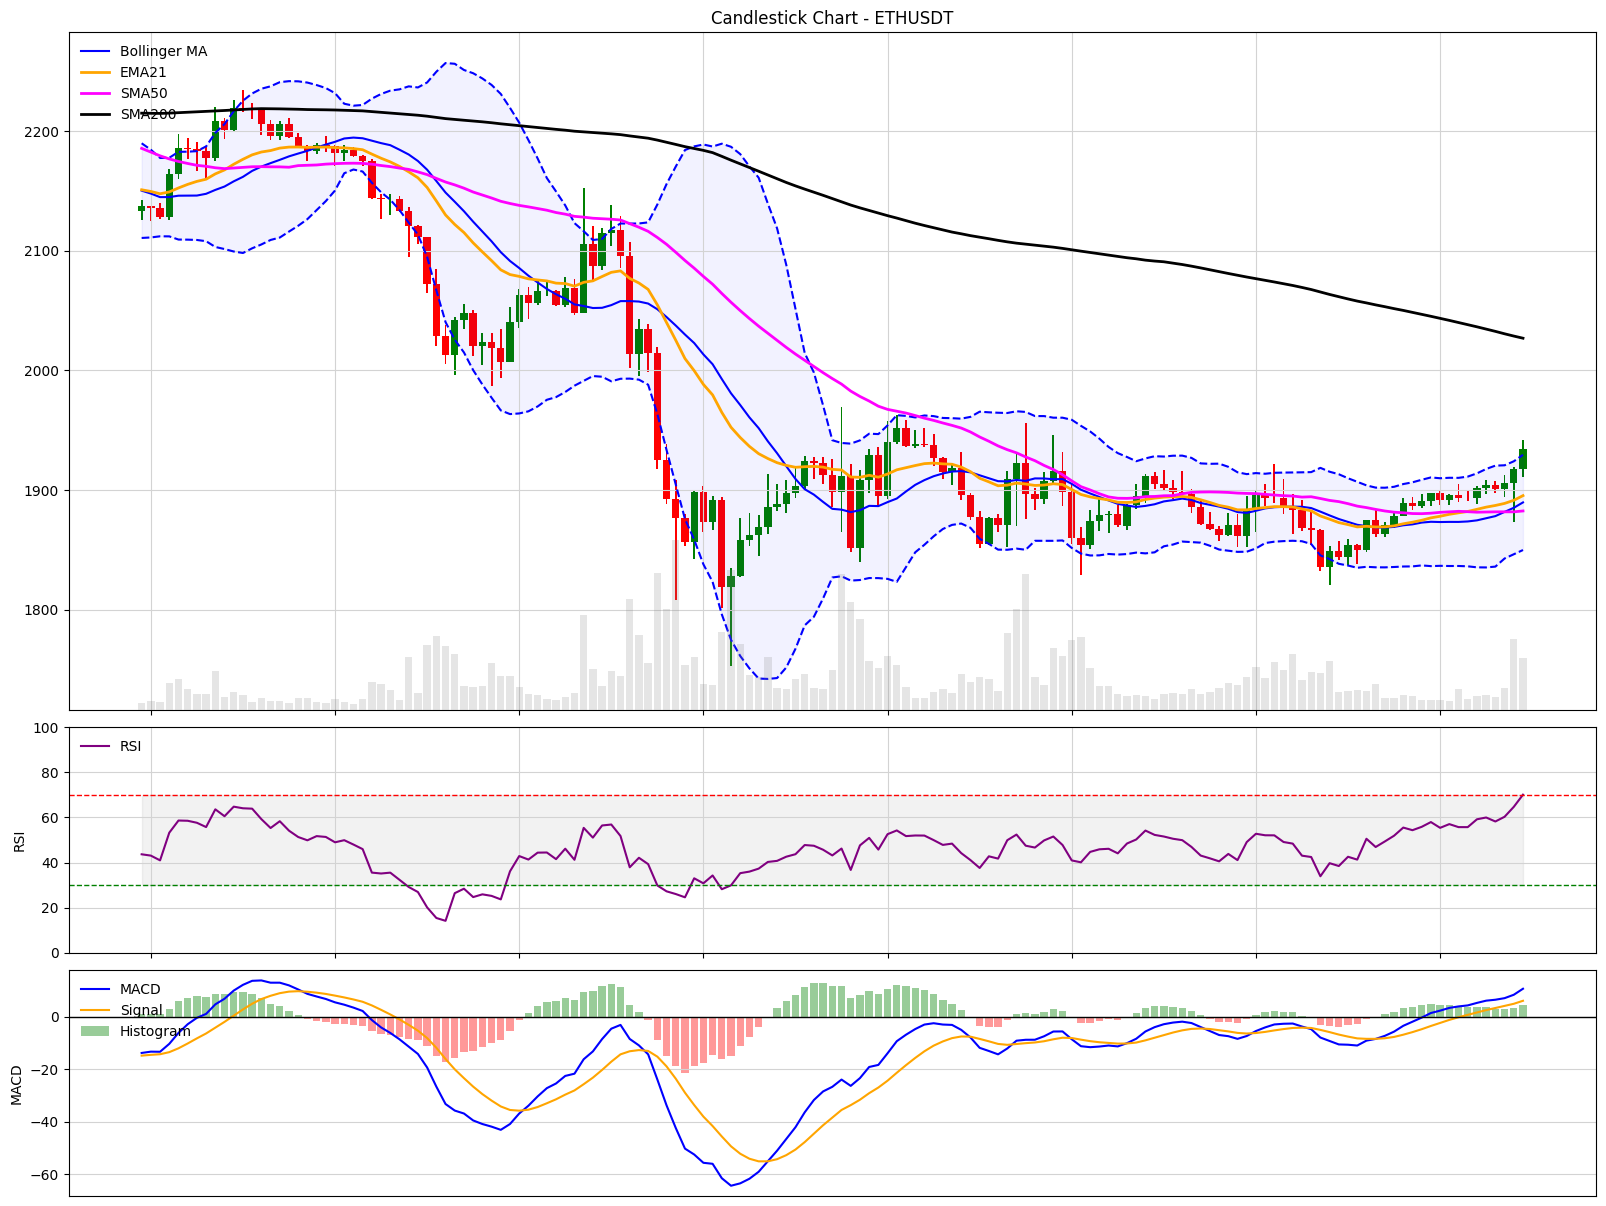 Candlestick Chart - ETHUSDT
Bollinger MA
EMA21
SMA50
SMA200
2200
2100
2000
1900
1800
100
80
60
40
20
0
RSI
RSI
0
−20
−40
−60
MACD
MACD
Signal
Histogram